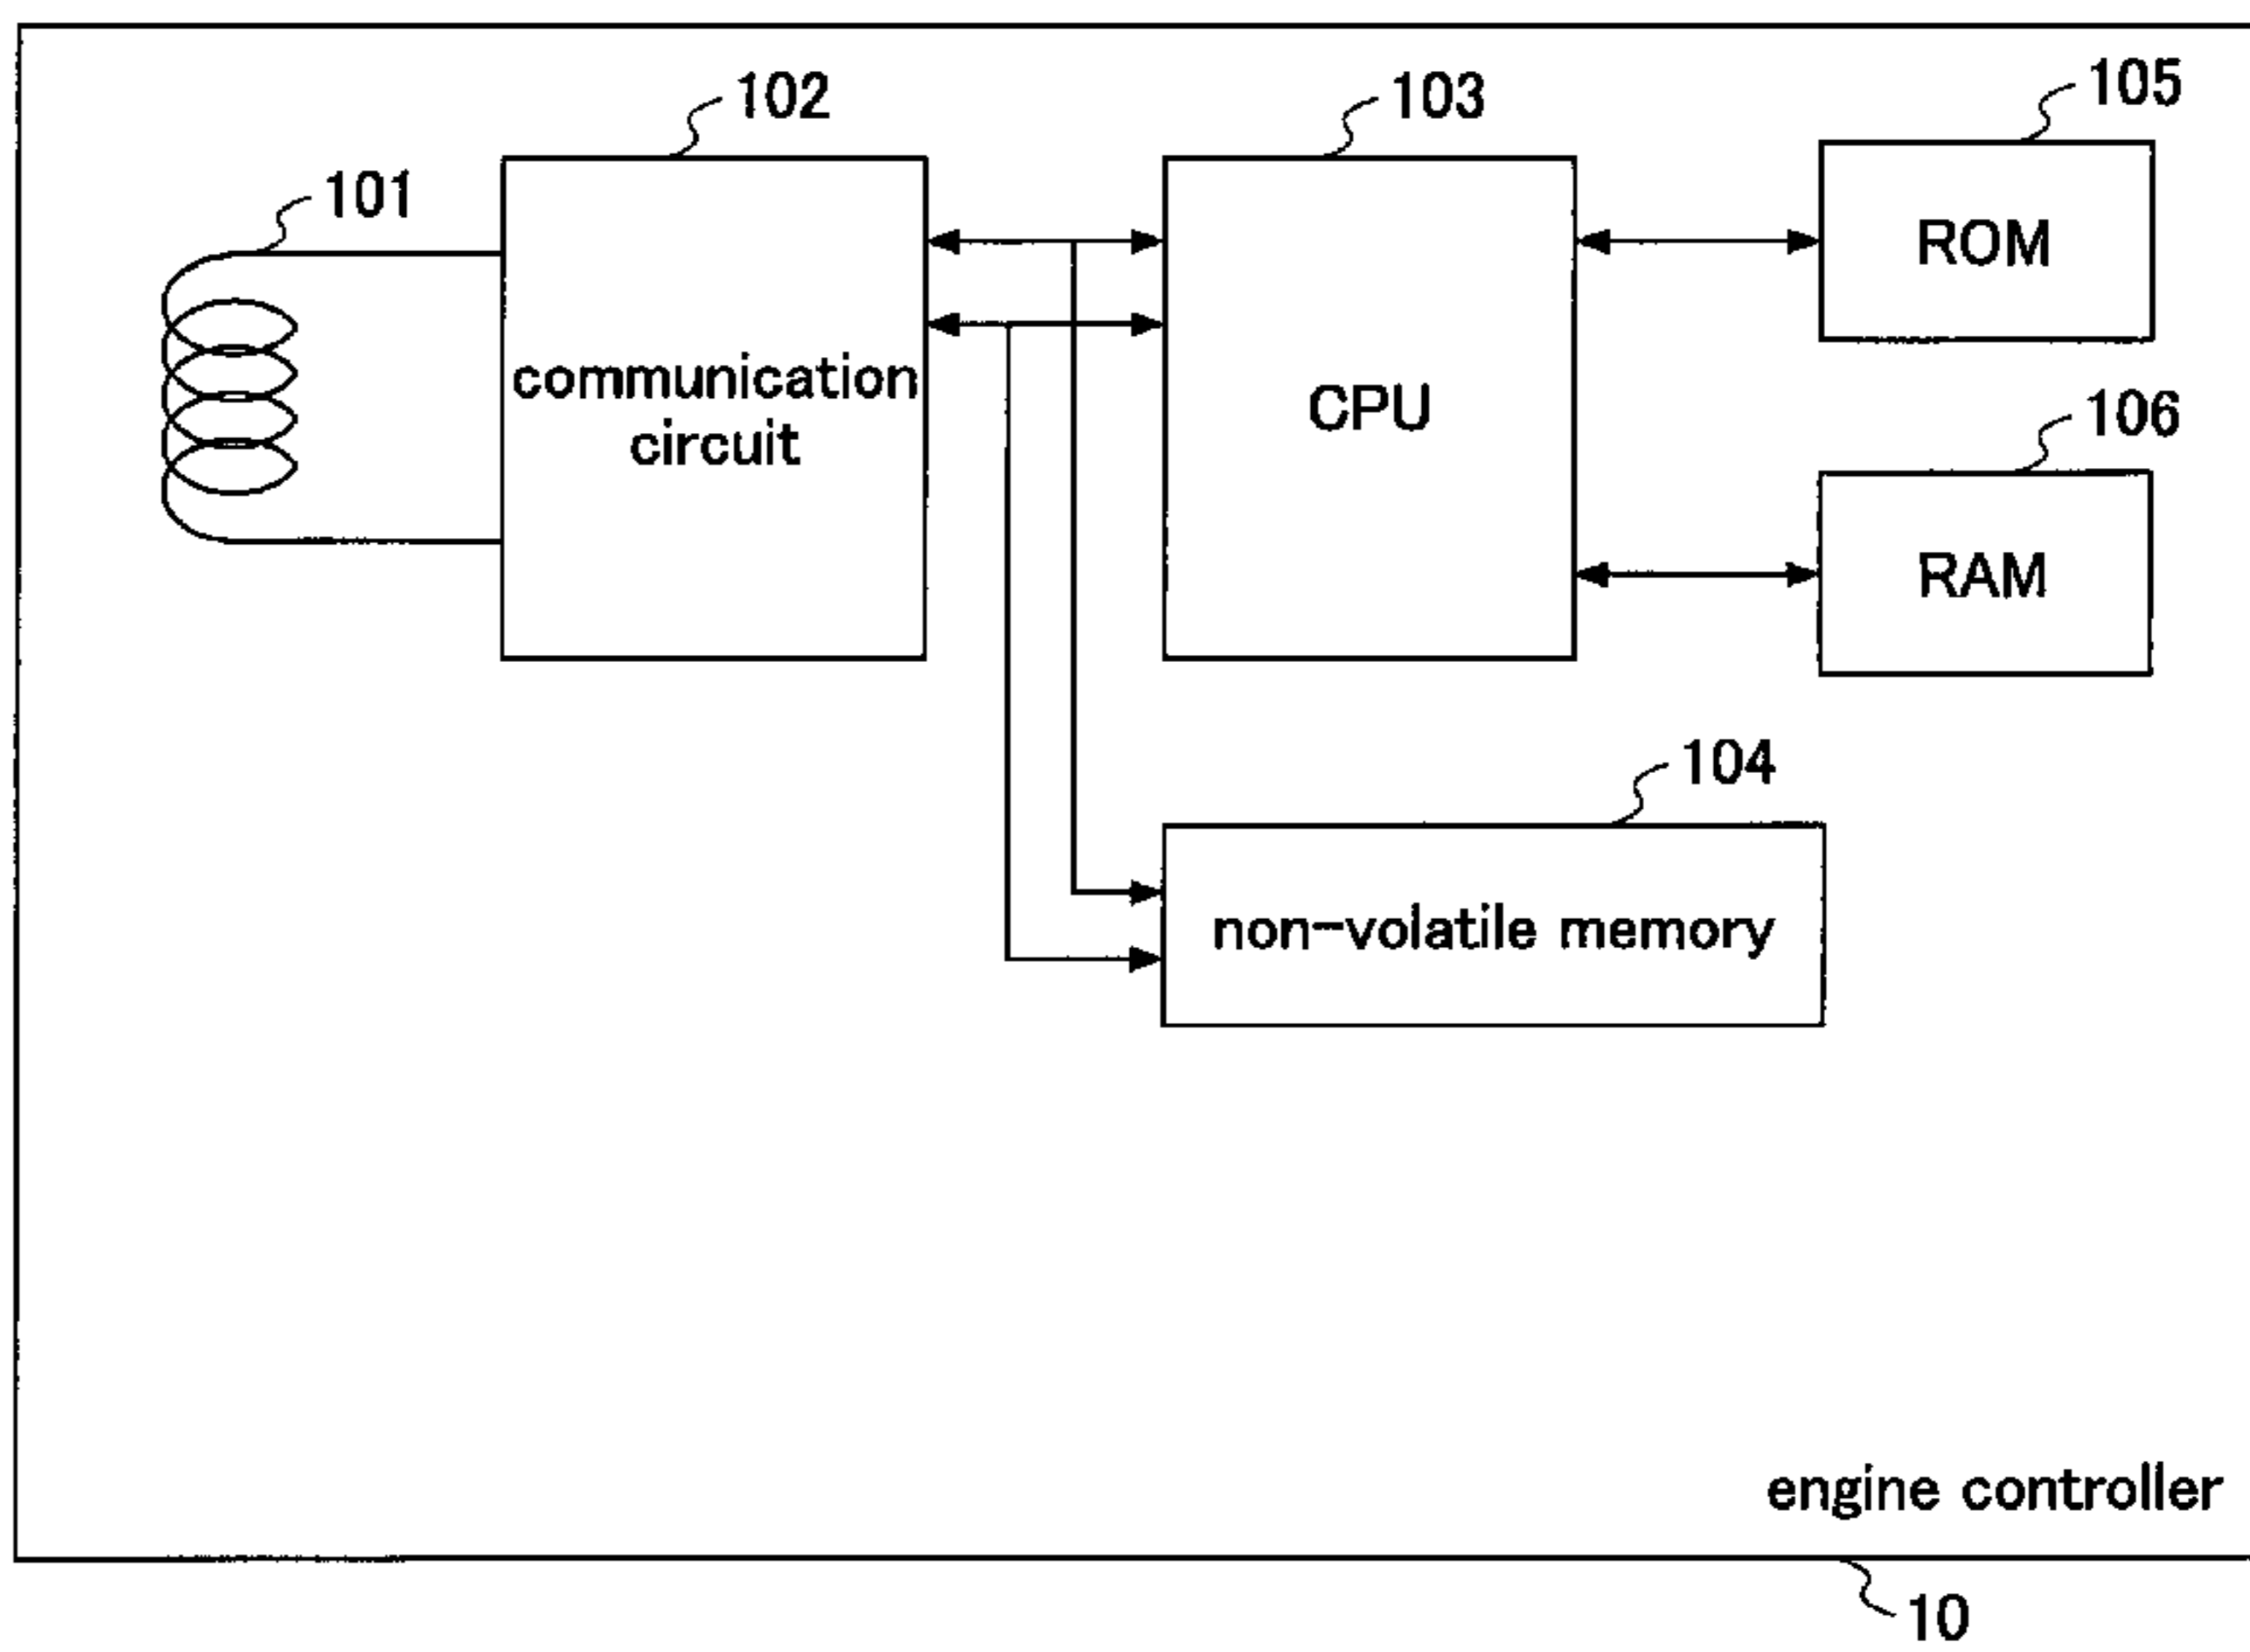 102
103
105
101
ROM
communication
circuit
CPU
106
RAM
104
non-volatile memory
engine controller
10